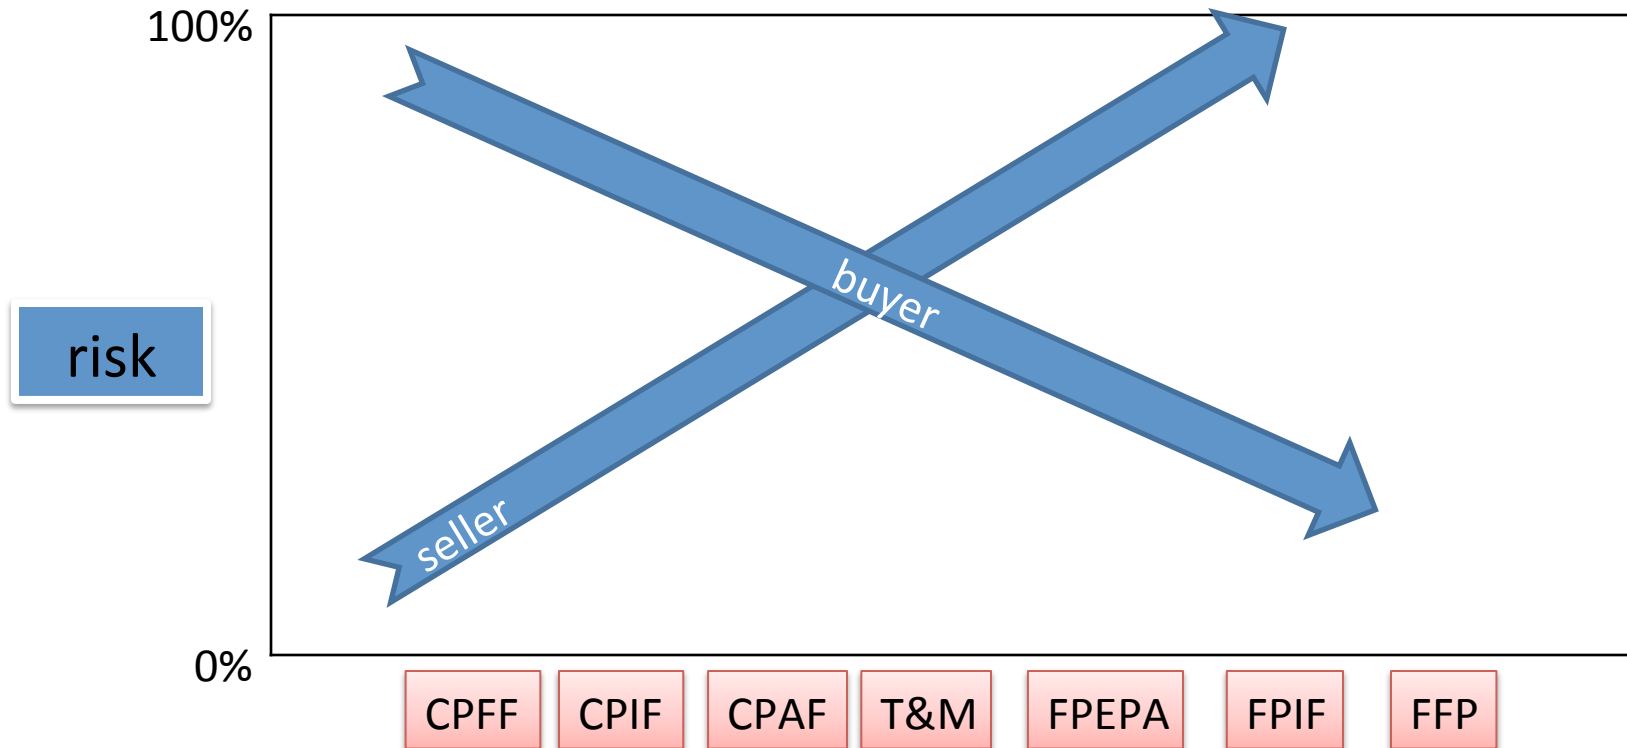 100%
buyer
risk
seller
0%
CPFF CPIF CPAF T&M FPEPA FPIF FFP